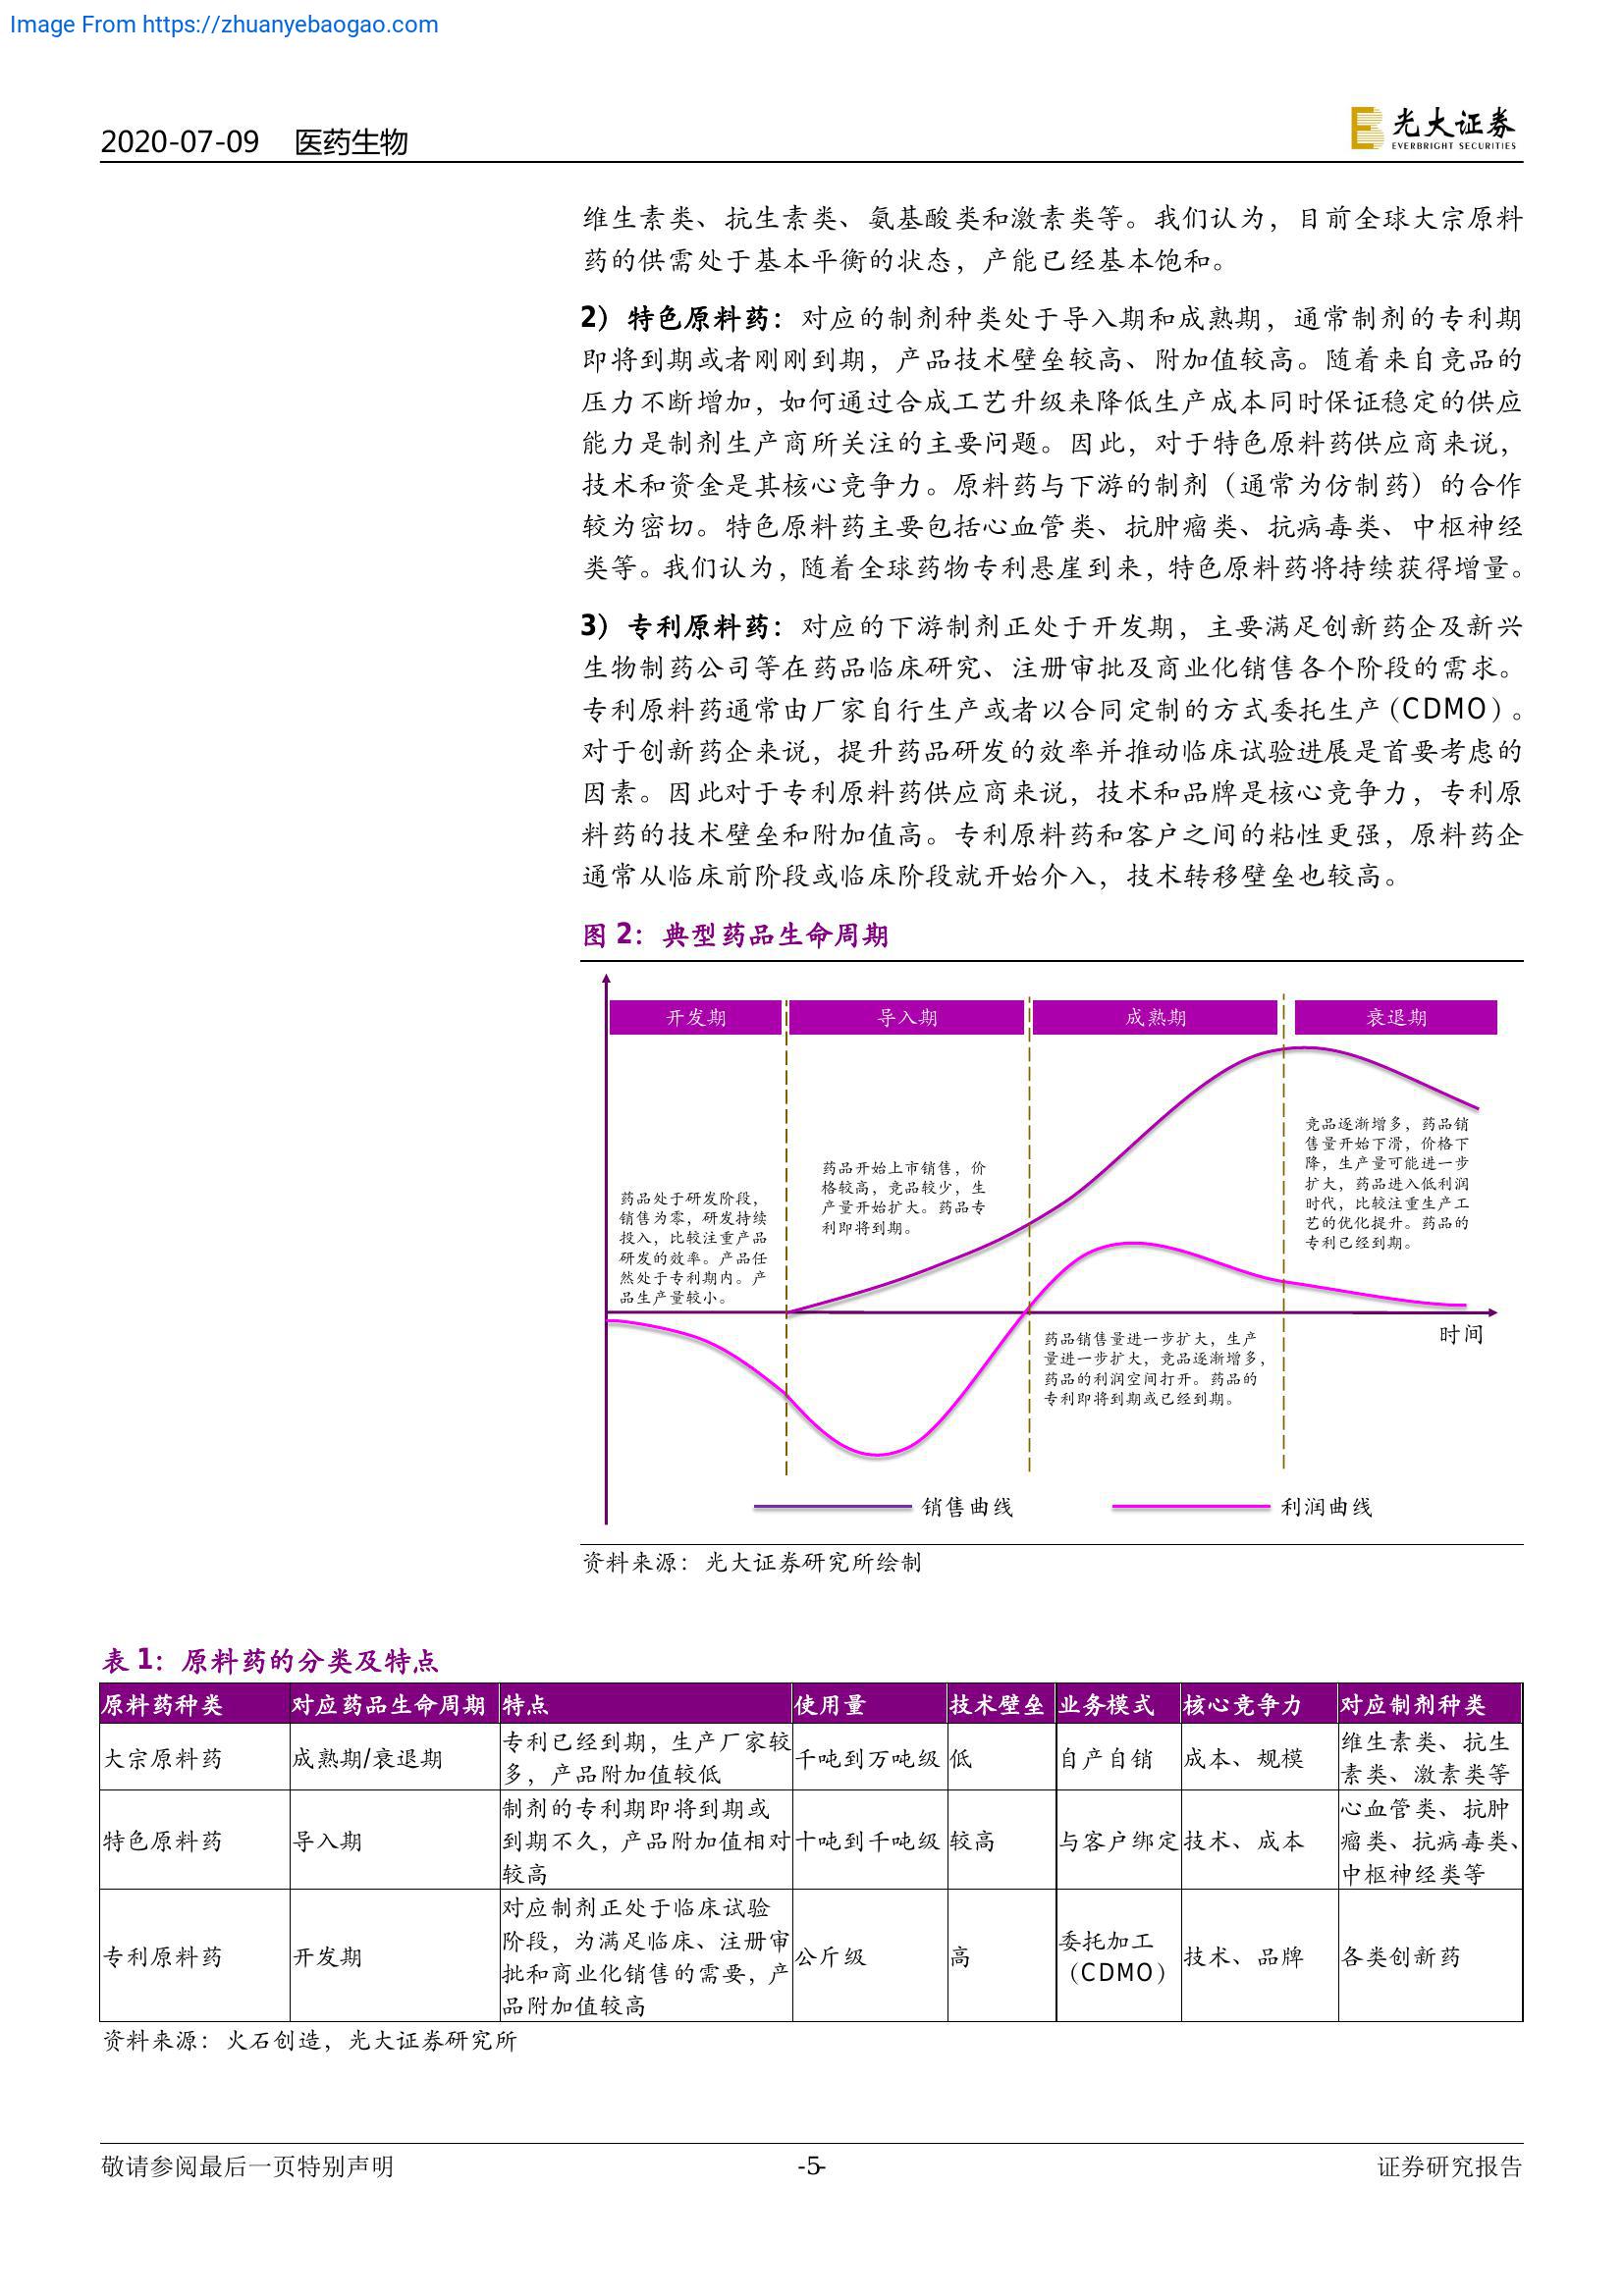 Image From https://zhuanyebaogao.com
2020-07-09 医药生物
光大证券
EVERBRIGHT SECURITIES
维生素类、抗生素类、氨基酸类和激素类等。我们认为，目前全球大宗原料
药的供需处于基本平衡的状态，产能已经基本饱和。
2）特色原料药：对应的制剂种类处于导入期和成熟期，通常制剂的专利期
即将到期或者刚刚到期，产品技术壁垒较高、附加值较高。随着来自竞品的
压力不断增加，如何通过合成工艺升级来降低生产成本同时保证稳定的供应
能力是制剂生产商所关注的主要问题。因此，对于特色原料药供应商来说，
技术和资金是其核心竞争力。原料药与下游的制剂（通常为仿制药）的合作
较为密切。特色原料药主要包括心血管类、抗肿瘤类、抗病毒类、中枢神经
类等。我们认为，随着全球药物专利悬崖到来，特色原料药将持续获得增量。
3）专利原料药：对应的下游制剂正处于开发期，主要满足创新药企及新兴
生物制药公司等在药品临床研究、注册审批及商业化销售各个阶段的需求。
专利原料药通常由厂家自行生产或者以合同定制的方式委托生产（CDMO）。
对于创新药企来说，提升药品研发的效率并推动临床试验进展是首要考虑的
因素。因此对于专利原料药供应商来说，技术和品牌是核心竞争力，专利原
料药的技术壁垒和附加值高。专利原料药和客户之间的粘性更强，原料药企
通常从临床前阶段或临床阶段就开始介入，技术转移壁垒也较高。
图 2：典型药品生命周期
开发期 导入期 成熟期 衰退期
药品处于研发阶段，
销售为零，研发持续
投入，比较注重产品
研发的效率。产品任
然处于专利期内。产
品生产量较小。
药品开始上市销售，价
格较高，竞品较少，生
产量开始扩大。药品专
利即将到期。
药品销售量进一步扩大，生产
量进一步扩大，竞品逐渐增多，
药品的利润空间打开。药品的
专利即将到期或已经到期。
竞品逐渐增多，药品销
售量开始下滑，价格下
降，生产量可能进一步
扩大，药品进入低利润
时代，比较注重生产工
艺的优化提升。药品的
专利已经到期。
时间
销售曲线 利润曲线
资料来源：光大证券研究所绘制
表 1：原料药的分类及特点
原料药种类 对应药品生命周期 特点 使用量 技术壁垒 业务模式 核心竞争力 对应制剂种类
大宗原料药 成熟期/衰退期 专利已经到期，生产厂家较
多，产品附加值较低 千吨到万吨级 低 自产自销 成本、规模 维生素类、抗生
素类、激素类等
特色原料药 导入期 制剂的专利期即将到期或
到期不久，产品附加值相对
较高 十吨到千吨级 较高 与客户绑定 技术、成本 心血管类、抗肿
瘤类、抗病毒类、
中枢神经类等
专利原料药 开发期 对应制剂正处于临床试验
阶段，为满足临床、注册审
批和商业化销售的需要，产
品附加值较高 公斤级 高 委托加工
（CDMO） 技术、品牌 各类创新药
资料来源：火石创造，光大证券研究所
敬请参阅最后一页特别声明 -5- 证券研究报告